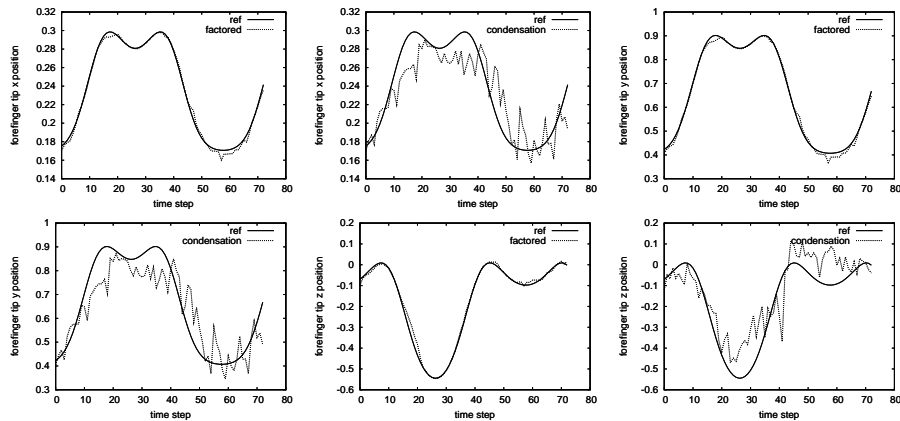 0.32
0.3
0.28
0.26
0.24
0.22
0.2
0.18
0.16
0.14
0 10 20 30 40 50 60 70 80
forefinger tip x position
time step
ref
factored
0.32
0.3
0.28
0.26
0.24
0.22
0.2
0.18
0.16
0.14
0 10 20 30 40 50 60 70 80
forefinger tip x position
time step
ref
condensation
1
0.9
0.8
0.7
0.6
0.5
0.4
0.3
0 10 20 30 40 50 60 70 80
forefinger tip y position
time step
ref
factored
1
0.9
0.8
0.7
0.6
0.5
0.4
0.3
0 10 20 30 40 50 60 70 80
forefinger tip y position
time step
ref
condensation
0.2
0.1
0
-0.1
-0.2
-0.3
-0.4
-0.5
-0.6
0 10 20 30 40 50 60 70 80
forefinger tip z position
time step
ref
factored
0.2
0.1
0
-0.1
-0.2
-0.3
-0.4
-0.5
-0.6
0 10 20 30 40 50 60 70 80
forefinger tip z position
time step
ref
condensation